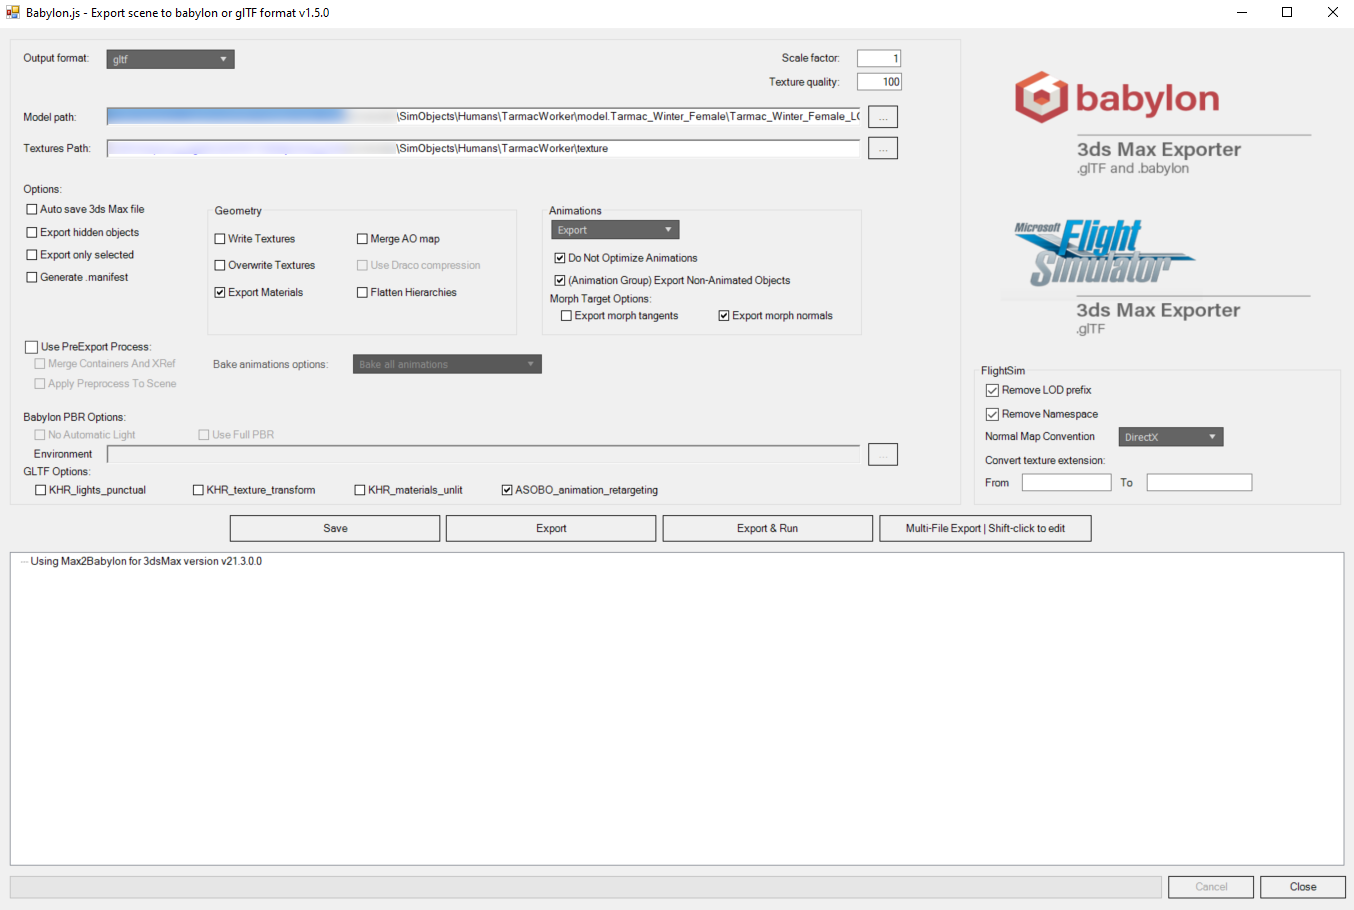 Babylon.js - Export scene to babylon or glTF format v1.5.0
Output format: gltf
Scale factor: 1
Texture quality: 100
Model path: \SimObjects\Humans\TarmacWorker\model.Tarmac_Winter_Female\Tarmac_Winter_Female_LO ...
Textures Path: \SimObjects\Humans\TarmacWorker\texture ...
Options:
Auto save 3ds Max file
Export hidden objects
Export only selected
Generate .manifest
Geometry
Write Textures Merge AO map
Overwrite Textures Use Draco compression
Export Materials Flatten Hierarchies
Animations
Export
Do Not Optimize Animations
(Animation Group) Export Non-Animated Objects
Morph Target Options:
Export morph tangents Export morph normals
Use PreExport Process:
Merge Containers And XRef
Apply Preprocess To Scene
Bake animations options: Bake all animations
Babylon PBR Options:
No Automatic Light Use Full PBR
Environment ...
GLTF Options:
KHR_lights_punctual KHR_texture_transform KHR_materials_unlit ASOBO_animation_retargeting
babylon
3ds Max Exporter
.glTF and .babylon
Microsoft Flight Simulator
3ds Max Exporter
.glTF
FlightSim
Remove LOD prefix
Remove Namespace
Normal Map Convention DirectX
Convert texture extension:
From To
Save Export Export & Run Multi-File Export | Shift-click to edit
Using Max2Babylon for 3dsMax version v21.3.0.0
Cancel Close